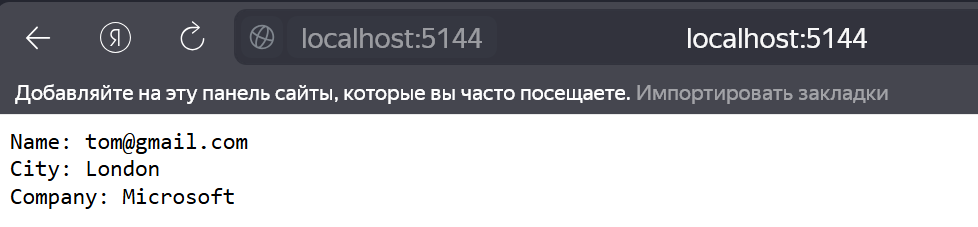 Я localhost:5144 localhost:5144
Добавляйте на эту панель сайты, которые вы часто посещаете. Импортировать закладки
Name: tom@gmail.com
City: London
Company: Microsoft